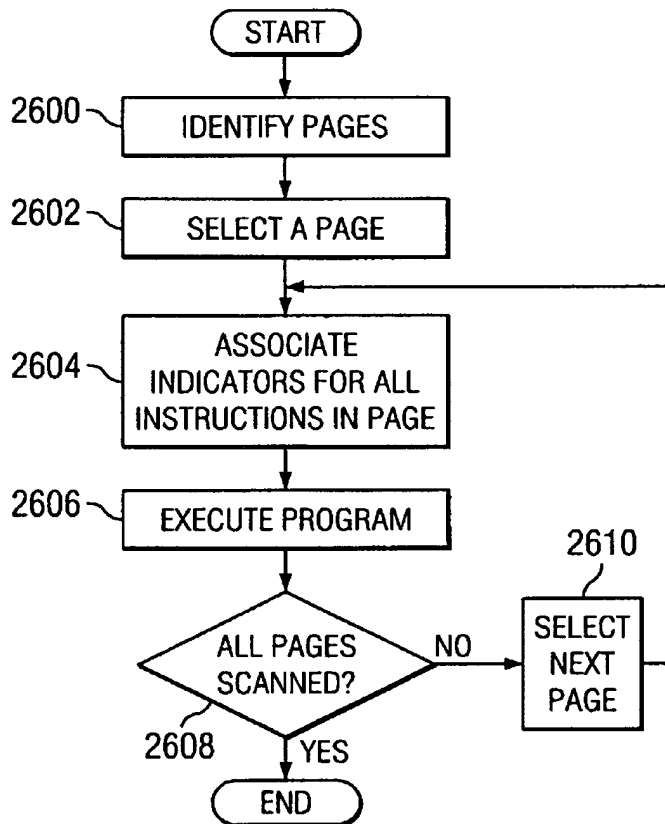 START
2600
IDENTIFY PAGES
2602
SELECT A PAGE
2604
ASSOCIATE
INDICATORS FOR ALL
INSTRUCTIONS IN PAGE
2606
EXECUTE PROGRAM
2610
ALL PAGES
SCANNED?
NO
SELECT
NEXT
PAGE
2608
YES
END